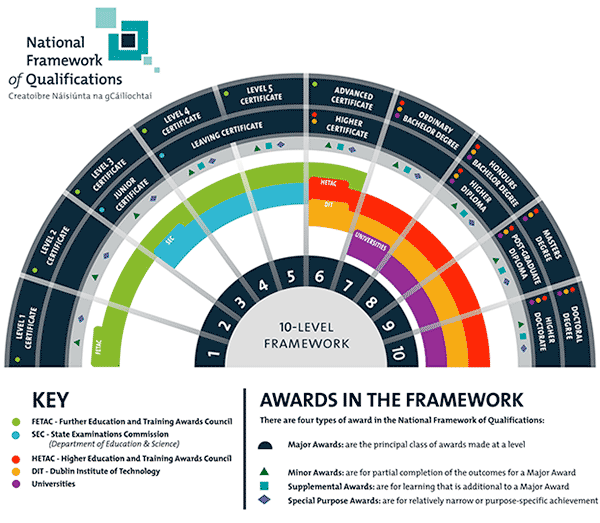 National
Framework
of Qualifications
Creatoibre Náisiúnta na gCáilíochtaí
LEVEL 1
CERTIFICATE
LEVEL 2
CERTIFICATE
LEVEL 3
CERTIFICATE
JUNIOR
CERTIFICATE
LEVEL 4
CERTIFICATE
LEVEL 5
CERTIFICATE
LEAVING CERTIFICATE
ADVANCED
CERTIFICATE
HIGHER
CERTIFICATE
ORDINARY
BACHELOR DEGREE
HONOURS
BACHELOR DEGREE
HIGHER
DIPLOMA
MASTERS
DEGREE
POST-GRADUATE
DIPLOMA
DOCTORAL
DEGREE
HIGHER
DOCTORATE
FETAC
SEC
HETAC
DIT
UNIVERSITIES
1
2
3
4
5
6
7
8
9
10
10-LEVEL
FRAMEWORK
KEY
FETAC - Further Education and Training Awards Council
SEC - State Examinations Commission
(Department of Education & Science)
HETAC - Higher Education and Training Awards Council
DIT - Dublin Institute of Technology
Universities
AWARDS IN THE FRAMEWORK
There are four types of award in the National Framework of Qualifications:
Major Awards: are the principal class of awards made at a level
Minor Awards: are for partial completion of the outcomes for a Major Award
Supplemental Awards: are for learning that is additional to a Major Award
Special Purpose Awards: are for relatively narrow or purpose-specific achievement